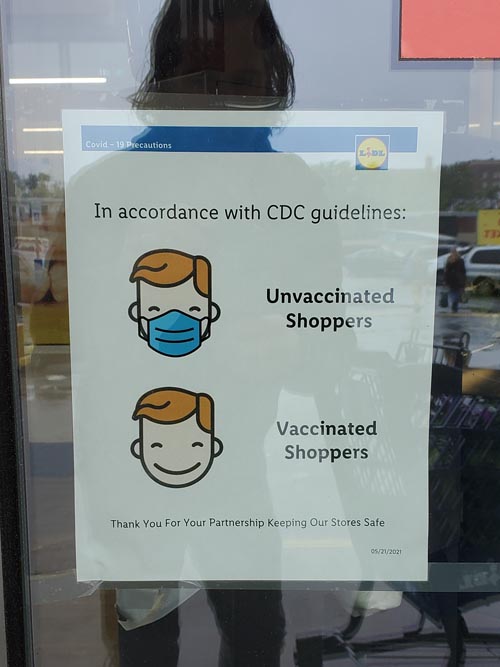 Covid – 19 Precautions
LIDL
In accordance with CDC guidelines:
Unvaccinated
Shoppers
Vaccinated
Shoppers
Thank You For Your Partnership Keeping Our Stores Safe
05/21/2021